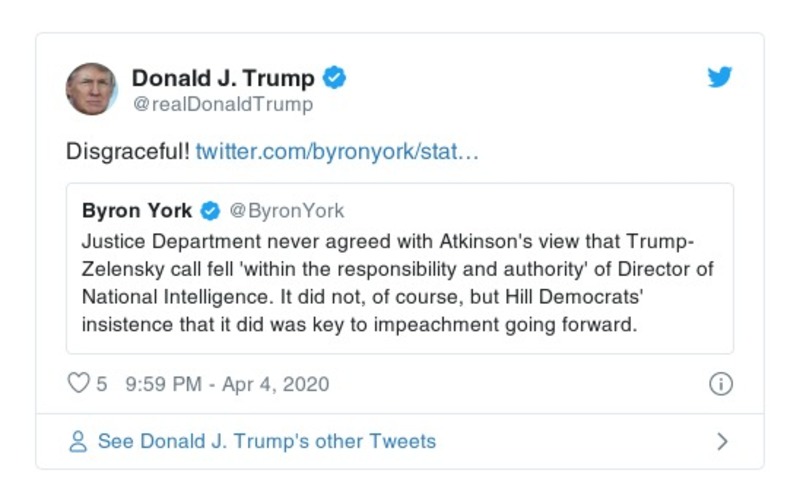 Donald J. Trump
@realDonaldTrump
Disgraceful! twitter.com/byronyork/stat…
Byron York @ByronYork
Justice Department never agreed with Atkinson's view that Trump-
Zelensky call fell 'within the responsibility and authority' of Director of
National Intelligence. It did not, of course, but Hill Democrats'
insistence that it did was key to impeachment going forward.
5 9:59 PM - Apr 4, 2020
See Donald J. Trump's other Tweets